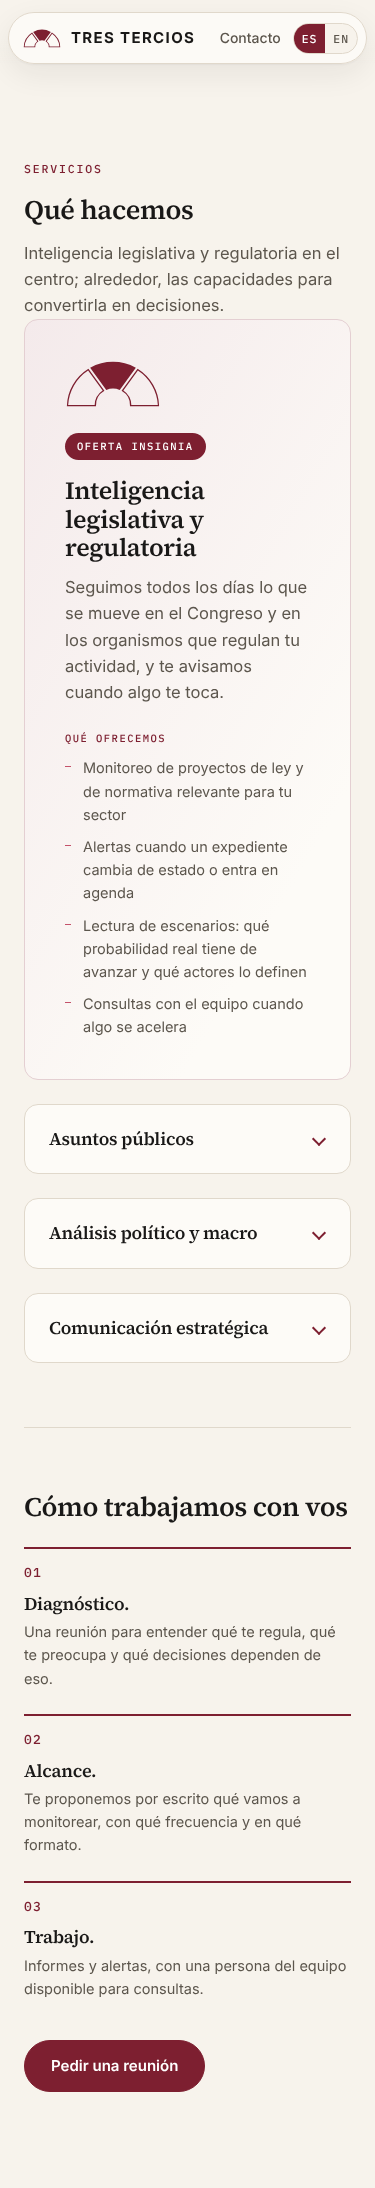 TRES TERCIOS Contacto ES EN
SERVICIOS
Qué hacemos
Inteligencia legislativa y regulatoria en el
centro; alrededor, las capacidades para
convertirla en decisiones.
OFERTA INSIGNIA
Inteligencia
legislativa y
regulatoria
Seguimos todos los días lo que
se mueve en el Congreso y en
los organismos que regulan tu
actividad, y te avisamos
cuando algo te toca.
QUÉ OFRECEMOS
– Monitoreo de proyectos de ley y
de normativa relevante para tu
sector
– Alertas cuando un expediente
cambia de estado o entra en
agenda
– Lectura de escenarios: qué
probabilidad real tiene de
avanzar y qué actores lo definen
– Consultas con el equipo cuando
algo se acelera
Asuntos públicos
Análisis político y macro
Comunicación estratégica
Cómo trabajamos con vos
01
Diagnóstico.
Una reunión para entender qué te regula, qué
te preocupa y qué decisiones dependen de
eso.
02
Alcance.
Te proponemos por escrito qué vamos a
monitorear, con qué frecuencia y en qué
formato.
03
Trabajo.
Informes y alertas, con una persona del equipo
disponible para consultas.
Pedir una reunión